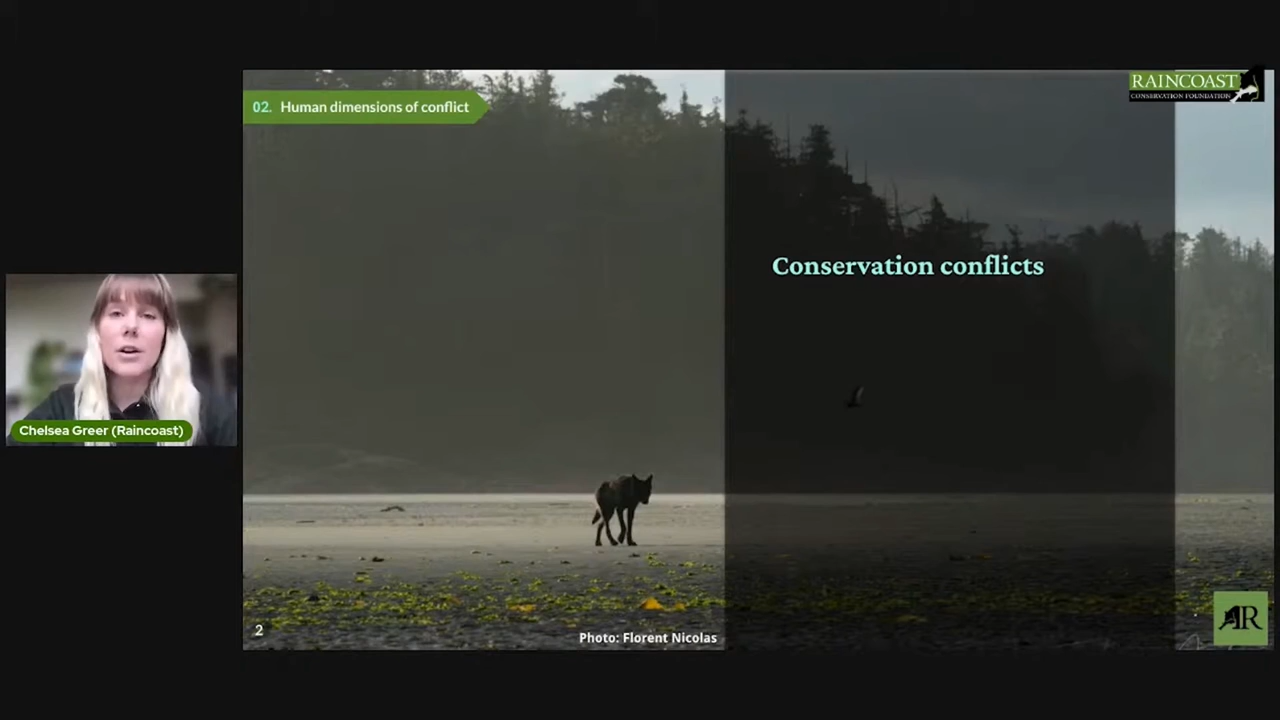 02. Human dimensions of conflict
RAINCOAST
CONSERVATION FOUNDATION
Conservation conflicts
Chelsea Greer (Raincoast)
2
Photo: Florent Nicolas
R